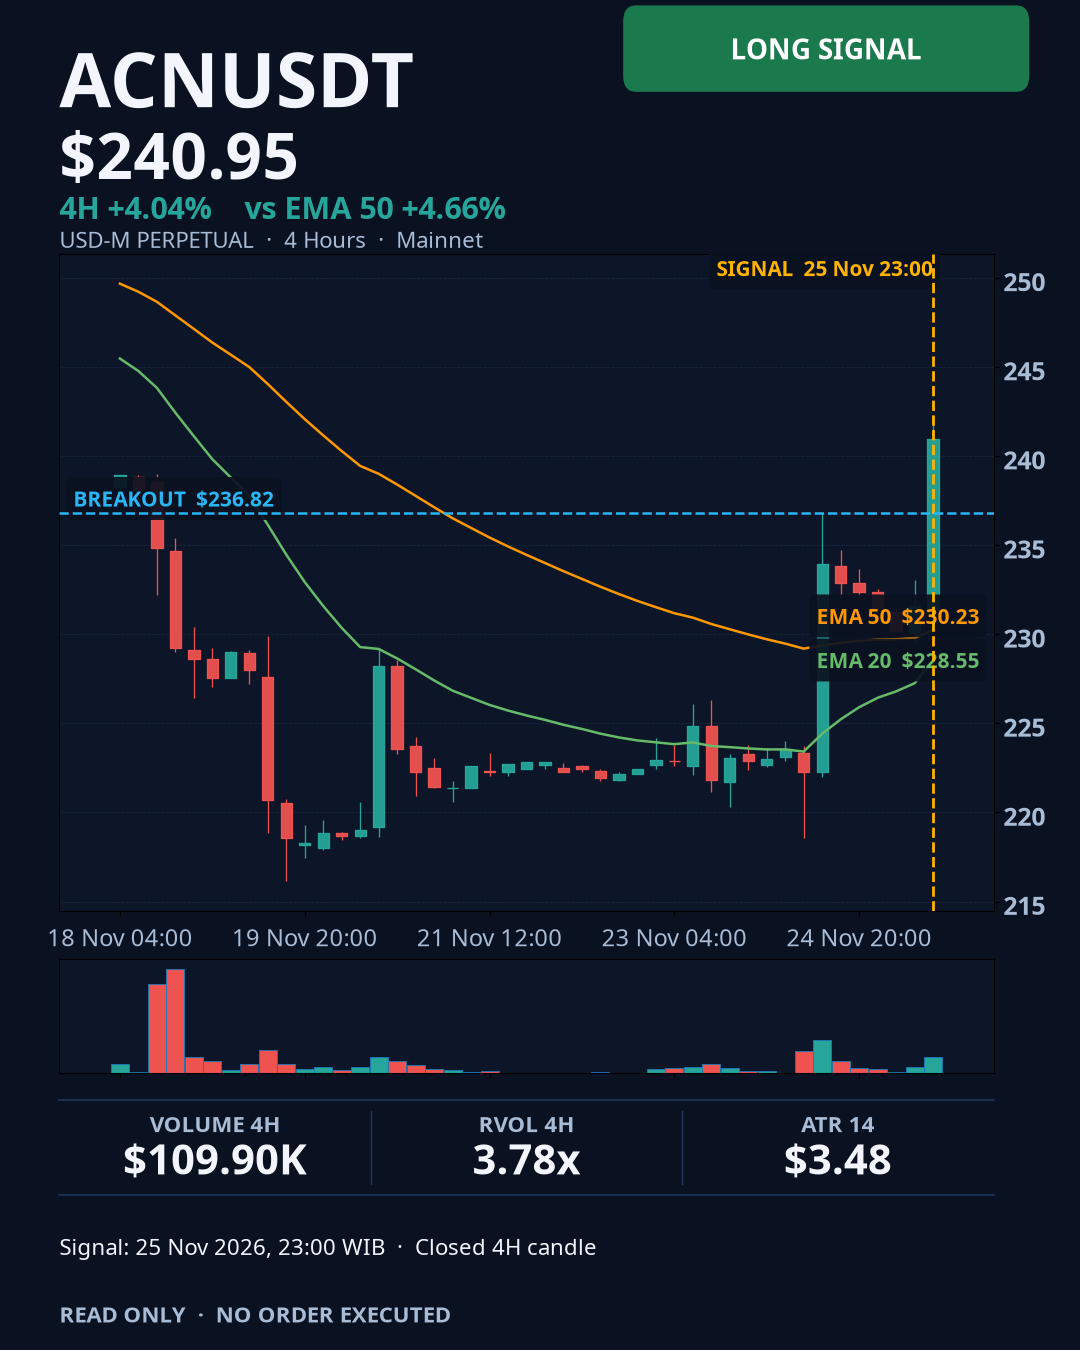 LONG SIGNAL
ACNUSDT
$240.95
4H +4.04% vs EMA 50 +4.66%
USD-M PERPETUAL · 4 Hours · Mainnet
SIGNAL 25 Nov 23:00
250
245
240
BREAKOUT $236.82
235
EMA 50 $230.23
230
EMA 20 $228.55
225
220
215
18 Nov 04:00 19 Nov 20:00 21 Nov 12:00 23 Nov 04:00 24 Nov 20:00
VOLUME 4H RVOL 4H ATR 14
$109.90K 3.78x $3.48
Signal: 25 Nov 2026, 23:00 WIB · Closed 4H candle
READ ONLY · NO ORDER EXECUTED